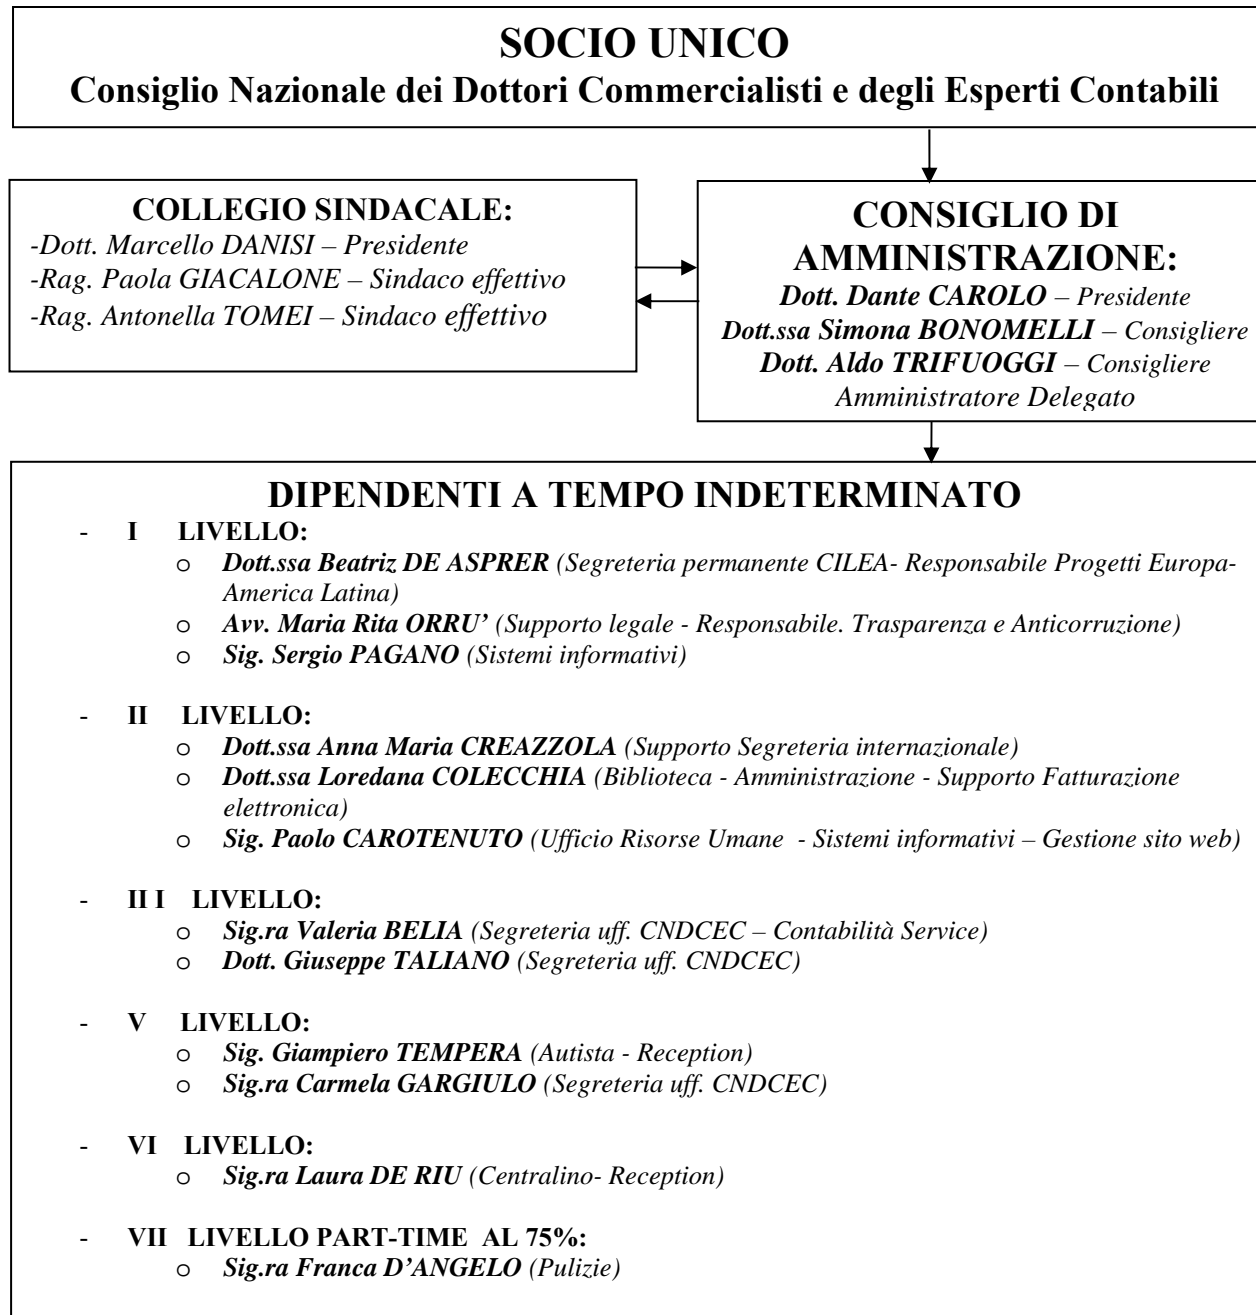 SOCIO UNICO
Consiglio Nazionale dei Dottori Commercialisti e degli Esperti Contabili
COLLEGIO SINDACALE:
-Dott. Marcello DANISI – Presidente
-Rag. Paola GIACALONE – Sindaco effettivo
-Rag. Antonella TOMEI – Sindaco effettivo
CONSIGLIO DI
AMMINISTRAZIONE:
Dott. Dante CAROLO – Presidente
Dott.ssa Simona BONOMELLI – Consigliere
Dott. Aldo TRIFUOGGI – Consigliere
Amministratore Delegato
DIPENDENTI A TEMPO INDETERMINATO
- I LIVELLO:
o Dott.ssa Beatriz DE ASPRER (Segreteria permanente CILEA- Responsabile Progetti Europa-
America Latina)
o Avv. Maria Rita ORRU’ (Supporto legale - Responsabile. Trasparenza e Anticorruzione)
o Sig. Sergio PAGANO (Sistemi informativi)
- II LIVELLO:
o Dott.ssa Anna Maria CREAZZOLA (Supporto Segreteria internazionale)
o Dott.ssa Loredana COLECCHIA (Biblioteca - Amministrazione - Supporto Fatturazione
elettronica)
o Sig. Paolo CAROTENUTO (Ufficio Risorse Umane - Sistemi informativi – Gestione sito web)
- II I LIVELLO:
o Sig.ra Valeria BELIA (Segreteria uff. CNDCEC – Contabilità Service)
o Dott. Giuseppe TALIANO (Segreteria uff. CNDCEC)
- V LIVELLO:
o Sig. Giampiero TEMPERA (Autista - Reception)
o Sig.ra Carmela GARGIULO (Segreteria uff. CNDCEC)
- VI LIVELLO:
o Sig.ra Laura DE RIU (Centralino- Reception)
- VII LIVELLO PART-TIME AL 75%:
o Sig.ra Franca D’ANGELO (Pulizie)